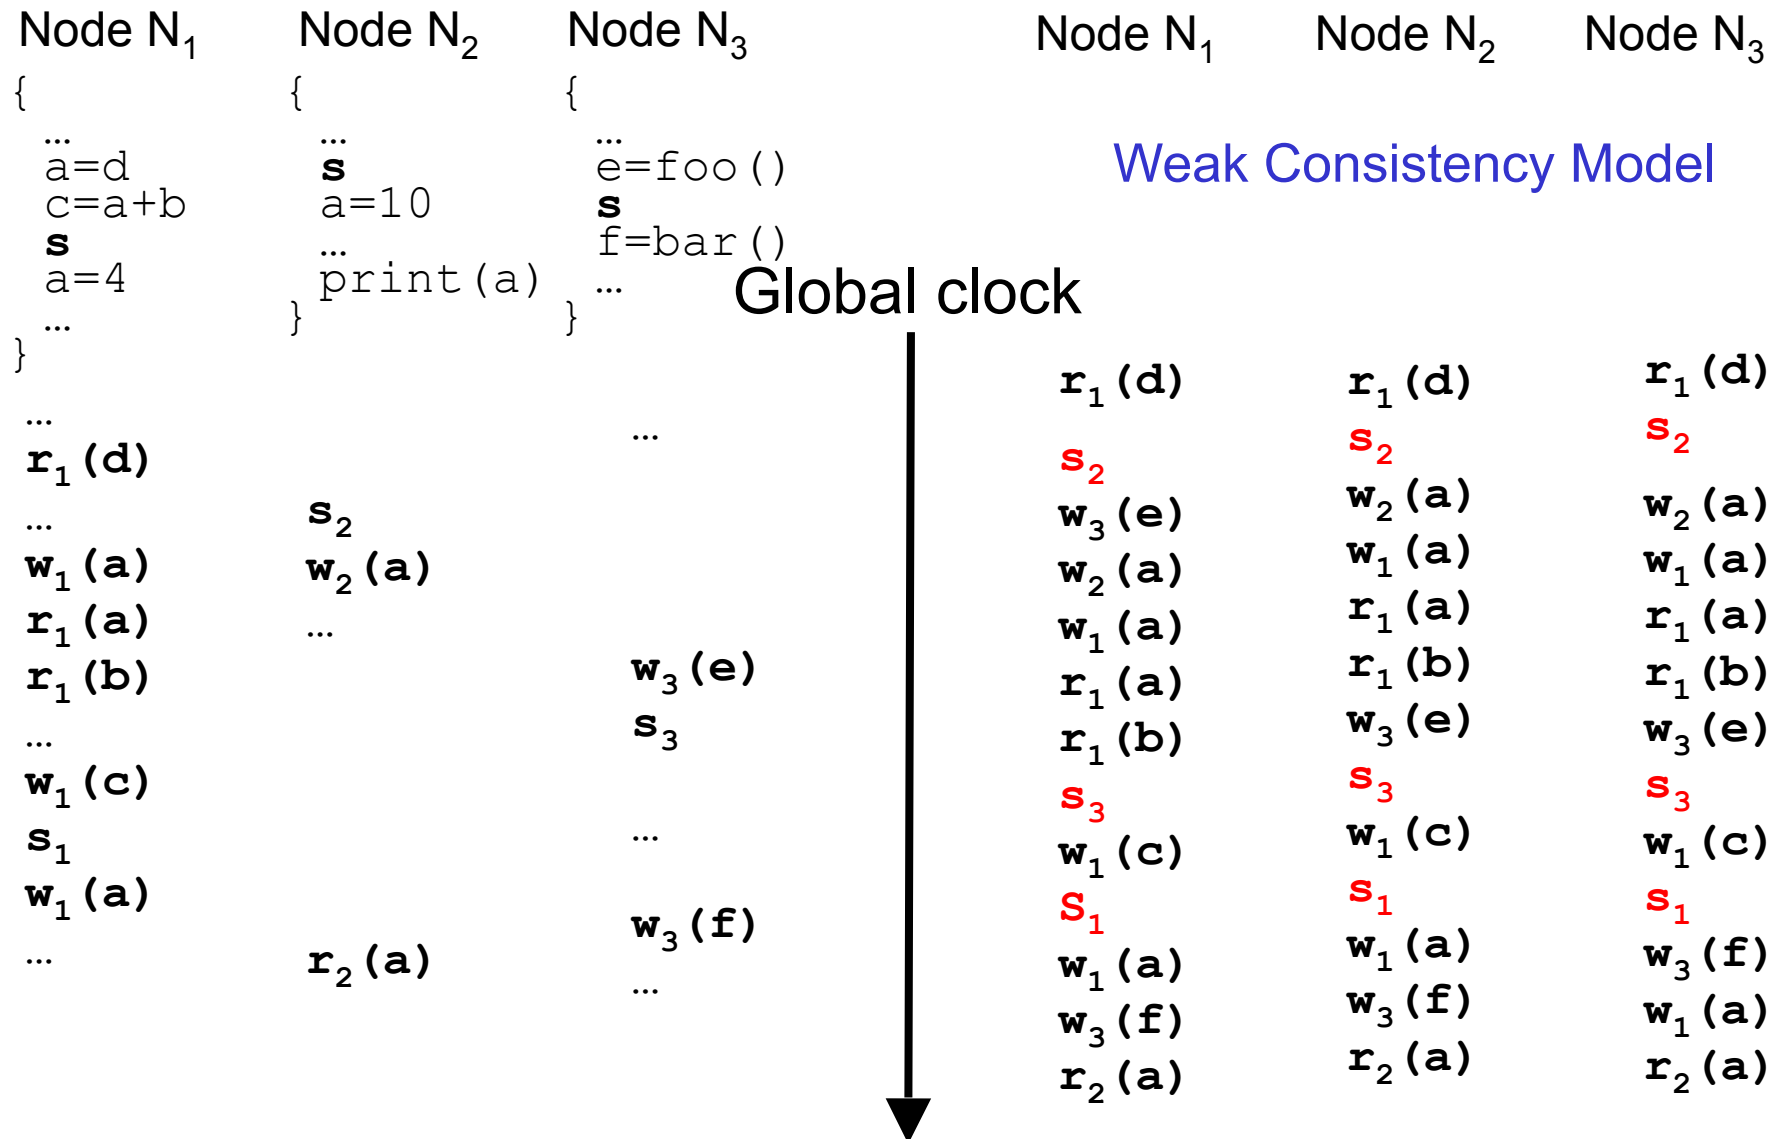 Node N₁ Node N₂ Node N₃ Node N₁ Node N₂ Node N₃
{ { {
… … …
a=d s e=foo() Weak Consistency Model
c=a+b a=10 s
s … f=bar()
a=4 print(a) … Global clock
… } }
}
r₁(d) r₁(d) r₁(d)
… … s₂ s₂ s₂
r₁(d)
… s₂ w₃(e) w₂(a) w₂(a)
w₁(a) w₂(a) w₂(a) w₁(a) w₁(a)
r₁(a) … w₁(a) r₁(a) r₁(a)
r₁(b) w₃(e) r₁(a) r₁(b) r₁(b)
… s₃ r₁(b) w₃(e) w₃(e)
w₁(c) s₃ s₃ s₃
s₁ … w₁(c) w₁(c) w₁(c)
w₁(a) w₃(f) S₁ s₁ s₁
… r₂(a) … w₁(a) w₁(a) w₃(f)
w₃(f) w₃(f) w₁(a)
r₂(a) r₂(a) r₂(a)